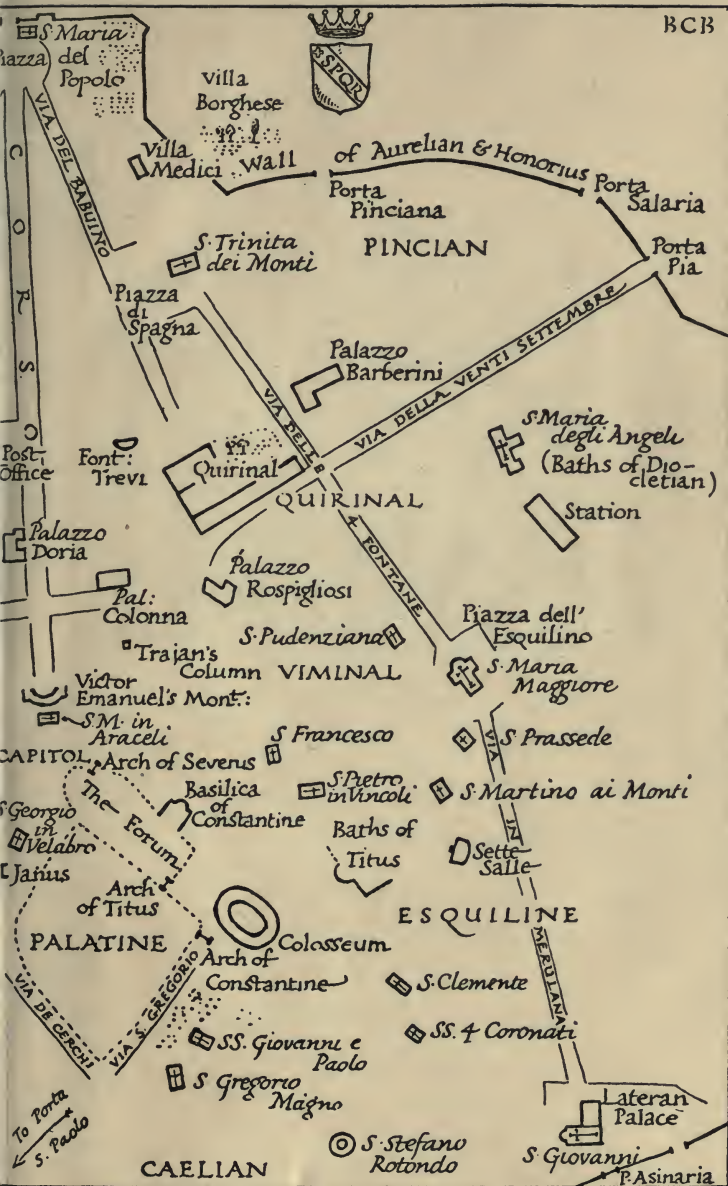 BCB
S. Maria
Piazza del
Popolo
SPQR
Villa
Borghese
VIA DEL BABUINO
CORSO
Villa
Medici
Wall of Aurelian & Honorius
Porta
Pinciana
Porta
Salaria
S. Trinita
dei Monti
PINCIAN
Porta
Pia
Piazza
di
Spagna
Palazzo
Barberini
VIA DELLA VENTI SETTEMBRE
VIA DELLE
4 FONTANE
S. Maria
degli Angeli
(Baths of Dio-
cletian)
Post
Office
Font:
Trevi
Quirinal
QUIRINAL
Station
Palazzo
Doria
Palazzo
Rospigliosi
Pal:
Colonna
S. Pudenziana
Piazza dell'
Esquilino
Trajan's
Column
VIMINAL
S. Maria
Maggiore
Victor
Emanuel's Mont:
S.M. in
Araceli
S Francesco
VIA IN MERULANA
S. Prassede
CAPITOL
Arch of Severus
The Forum
Basilica
of
Constantine
S. Pietro
in Vincoli
S. Martino ai Monti
S Georgio
in
Velabro
Baths of
Titus
Sette
Salle
Janus
Arch
of Titus
ESQUILINE
PALATINE
Colosseum
Arch of
Constantine
S. Clemente
VIA DE CERCHI
VIA S. GREGORIO
SS. Giovanni e
Paolo
SS. 4 Coronati
S Gregorio
Magno
Lateran
Palace
To Porta
S. Paolo
S. Stefano
Rotondo
S. Giovanni
CAELIAN
P. Asinaria